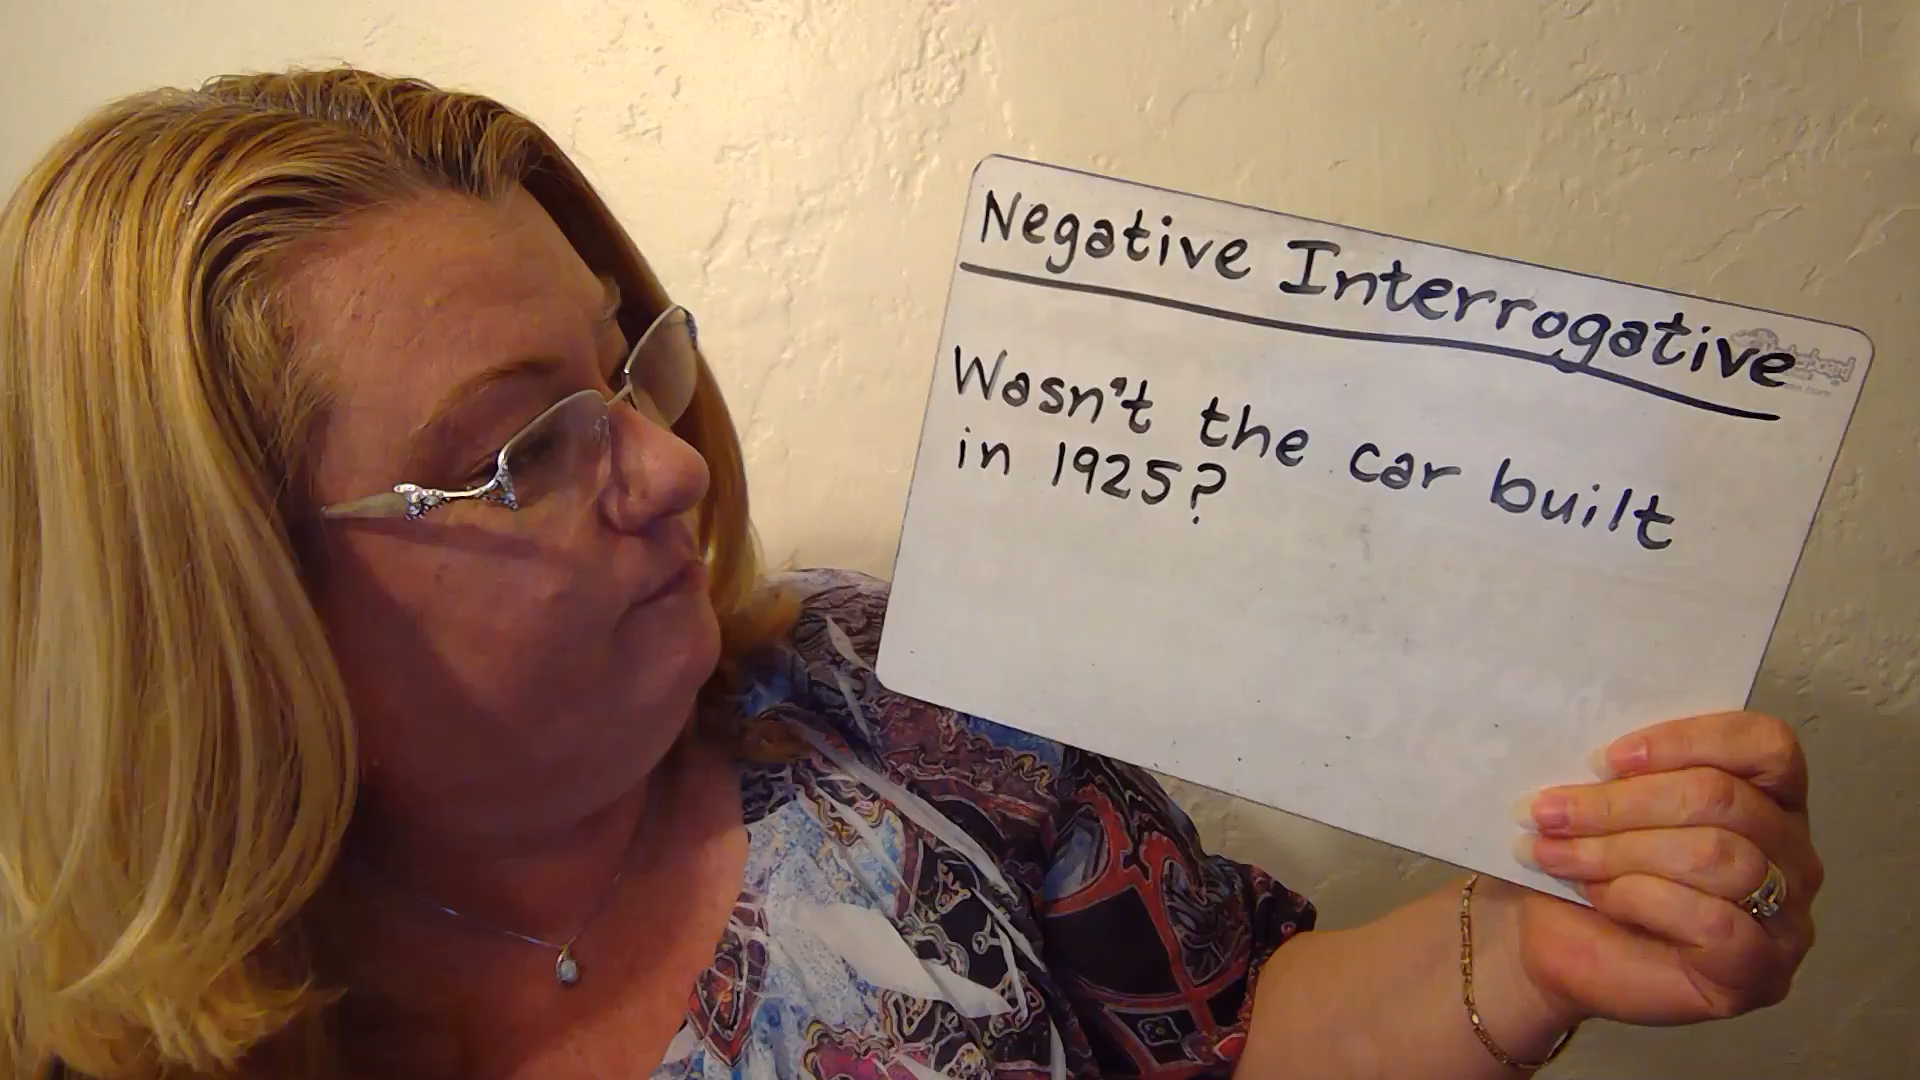 Negative Interrogative
Wasn't the car built
in 1925?